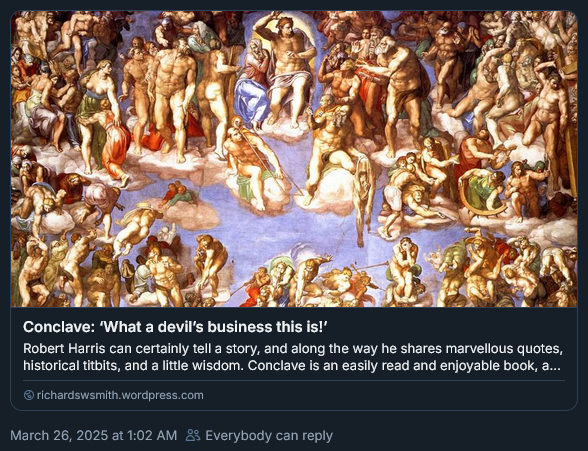 Conclave: ‘What a devil’s business this is!’
Robert Harris can certainly tell a story, and along the way he shares marvellous quotes,
historical titbits, and a little wisdom. Conclave is an easily read and enjoyable book, a...
richardswsmith.wordpress.com
March 26, 2025 at 1:02 AM Everybody can reply